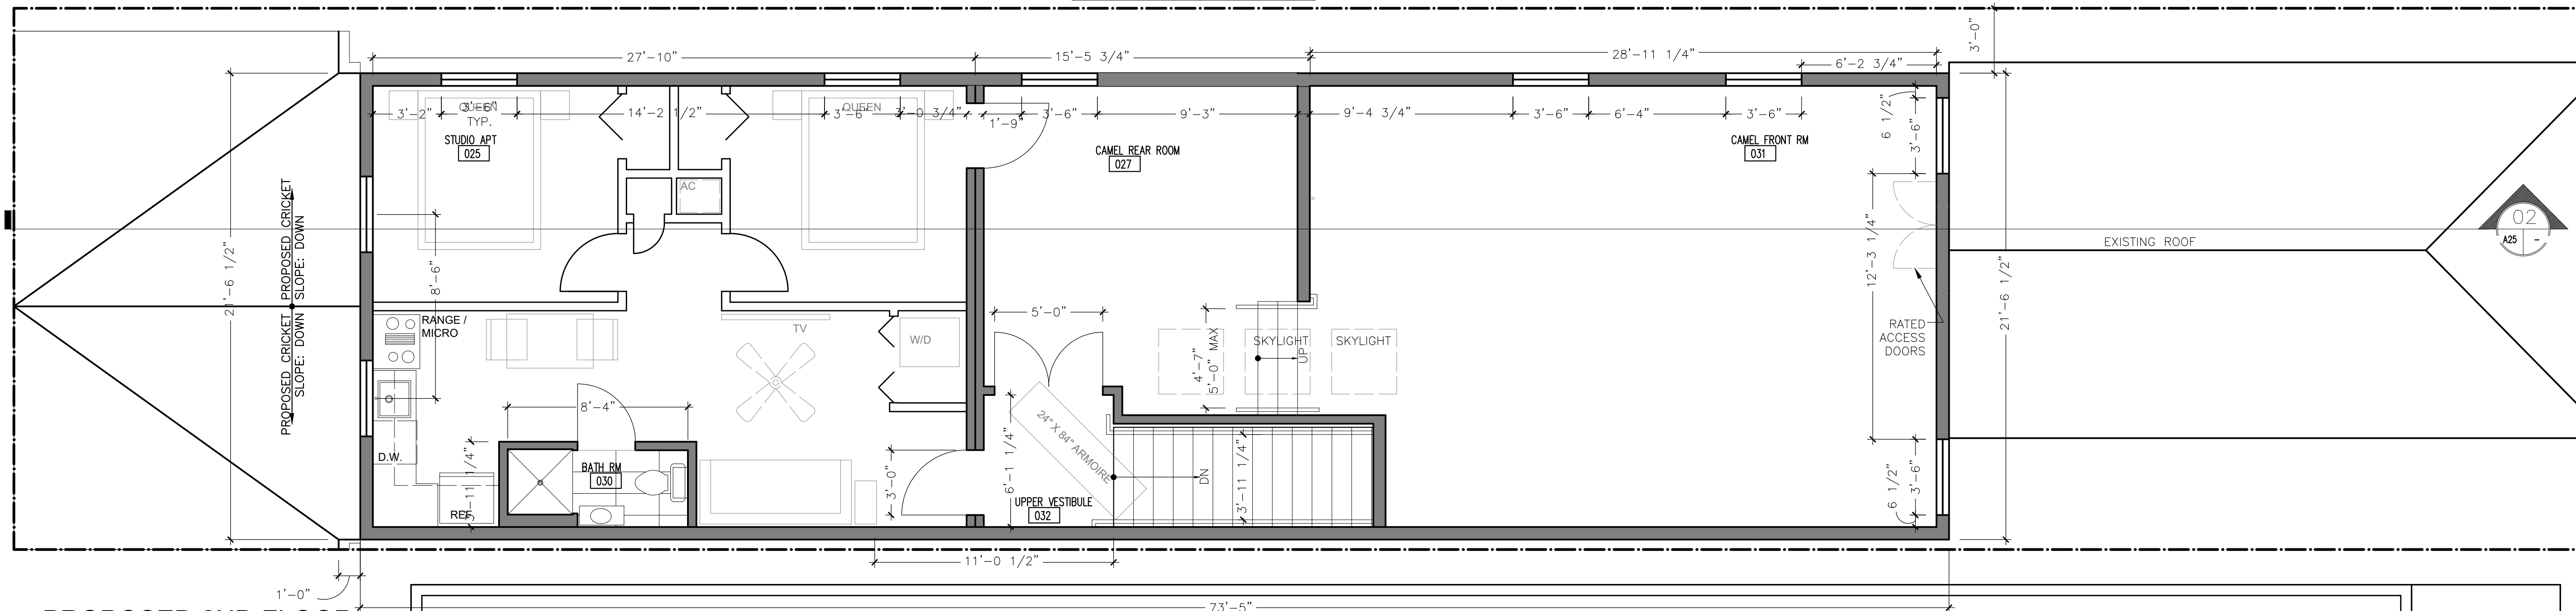 27'-10"
15'-5 3/4"
28'-11 1/4"
3'-0"
6'-2 3/4"
QUEEN
TYP.
QUEEN
3'-2"
3'-6"
14'-2 1/2"
3'-6"
3'-0 3/4"
1'-9"
3'-6"
9'-3"
9'-4 3/4"
3'-6"
6'-4"
3'-6"
6 1/2"
3'-6"
STUDIO APT
025
CAMEL REAR ROOM
027
CAMEL FRONT RM
031
AC
PROPOSED CRICKET
SLOPE: DOWN
PROPOSED CRICKET
SLOPE: DOWN
21'-6 1/2"
8'-6"
12'-3 1/4"
21'-6 1/2"
EXISTING ROOF
02
A25
-
RANGE /
MICRO
TV
W/D
5'-0"
4'-7"
5'-0" MAX
SKYLIGHT
UP
SKYLIGHT
RATED
ACCESS
DOORS
8'-4"
24" X 84" ARMOIRE
D.W.
3'-11 1/4"
BATH RM
030
REF.
3'-0"
6'-1 1/4"
DN
3'-11 1/4"
UPPER VESTIBULE
032
6 1/2"
3'-6"
11'-0 1/2"
1'-0"
73'-5"